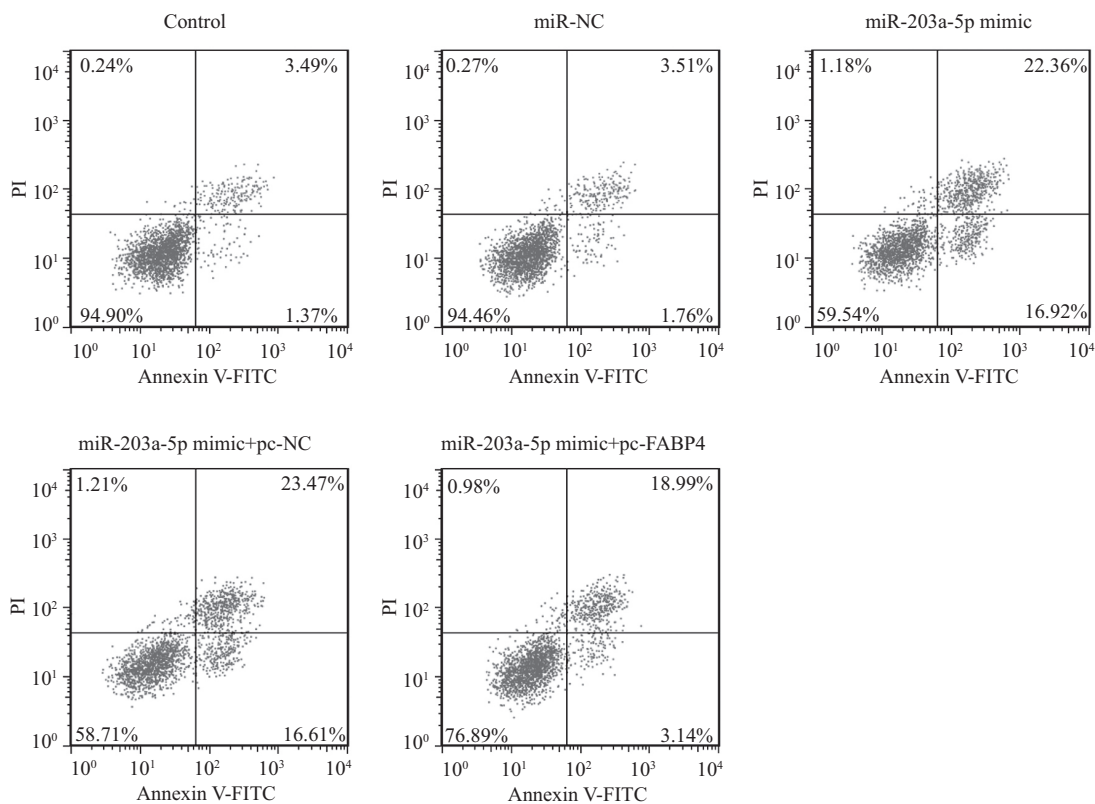 Control
0.24% 3.49%
10⁴
10³
PI
10²
10¹
10⁰
94.90% 1.37%
10⁰ 10¹ 10² 10³ 10⁴
Annexin V-FITC
miR-NC
0.27% 3.51%
10⁴
10³
PI
10²
10¹
10⁰
94.46% 1.76%
10⁰ 10¹ 10² 10³ 10⁴
Annexin V-FITC
miR-203a-5p mimic
1.18% 22.36%
10⁴
10³
PI
10²
10¹
10⁰
59.54% 16.92%
10⁰ 10¹ 10² 10³ 10⁴
Annexin V-FITC
miR-203a-5p mimic+pc-NC
1.21% 23.47%
10⁴
10³
PI
10²
10¹
10⁰
58.71% 16.61%
10⁰ 10¹ 10² 10³ 10⁴
Annexin V-FITC
miR-203a-5p mimic+pc-FABP4
0.98% 18.99%
10⁴
10³
PI
10²
10¹
10⁰
76.89% 3.14%
10⁰ 10¹ 10² 10³ 10⁴
Annexin V-FITC